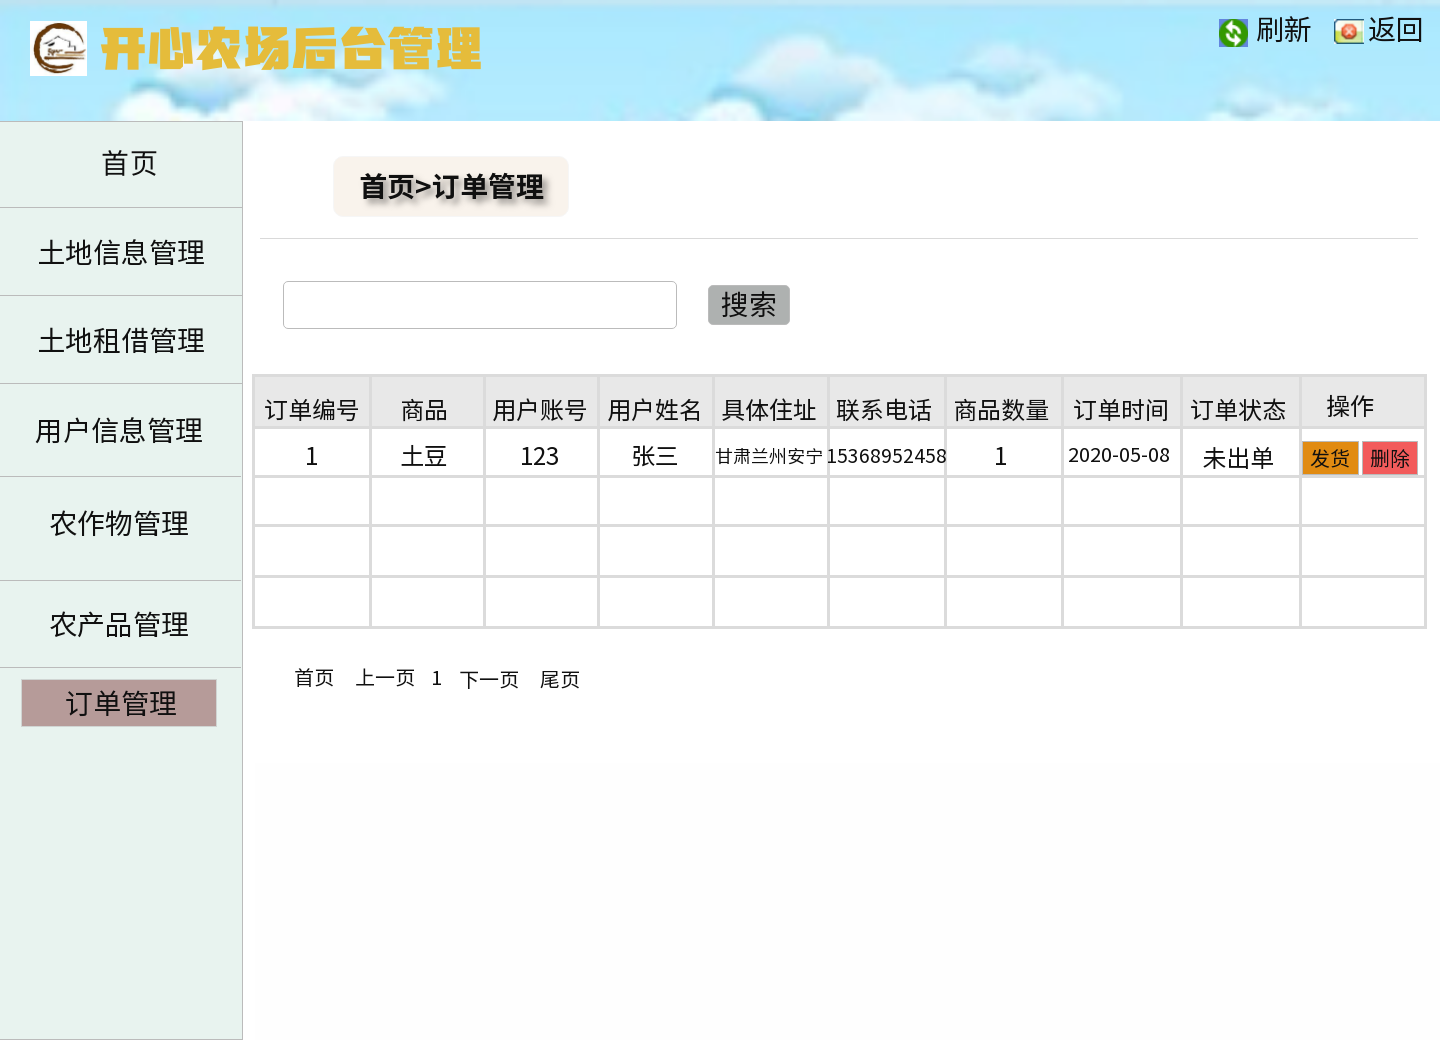 开心农场后台管理
刷新 返回
首页
土地信息管理
土地租借管理
用户信息管理
农作物管理
农产品管理
订单管理
首页>订单管理
搜索
订单编号 商品 用户账号 用户姓名 具体住址 联系电话 商品数量 订单时间 订单状态 操作
1 土豆 123 张三 甘肃兰州安宁 15368952458 1 2020-05-08 未出单 发货 删除
首页 上一页 1 下一页 尾页